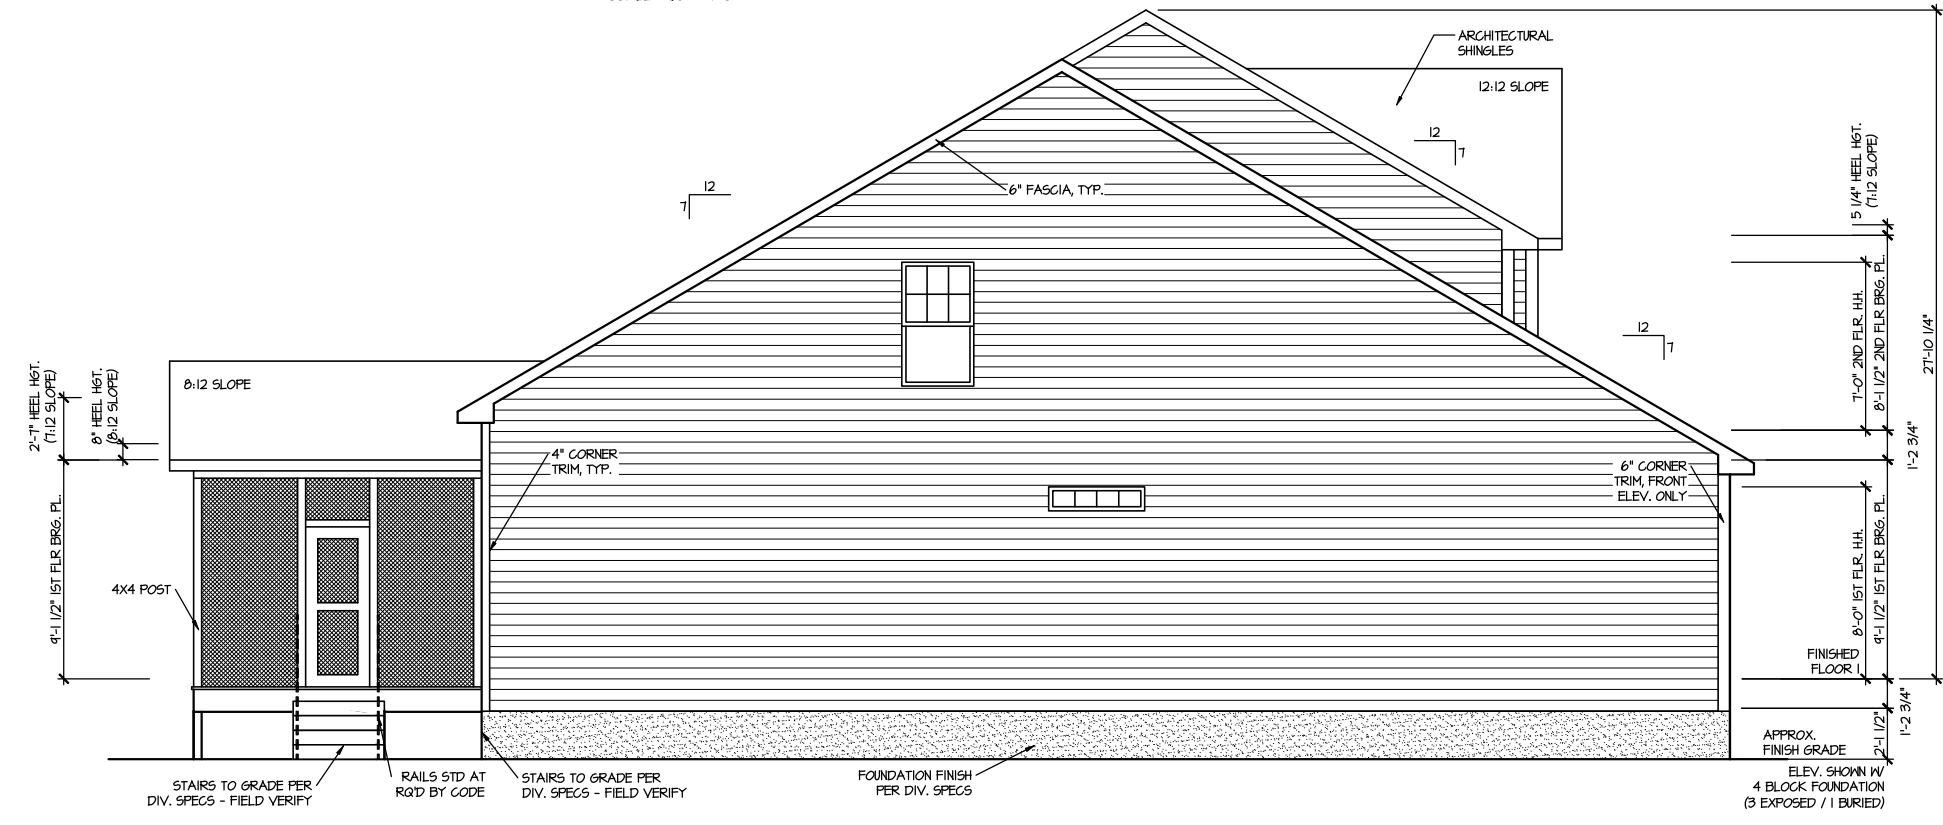 ARCHITECTURAL
SHINGLES
12:12 SLOPE
12
7
12
7
6" FASCIA, TYP.
5 1/4" HEEL HGT.
(7:12 SLOPE)
12
7
7'-0" 2ND FLR. H.H.
8'-1 1/2" 2ND FLR BRG. PL.
27'-10 1/4"
2'-7" HEEL HGT.
(7:12 SLOPE)
8" HEEL HGT.
(8:12 SLOPE)
8:12 SLOPE
4" CORNER
TRIM, TYP.
6" CORNER
TRIM, FRONT
ELEV. ONLY
1'-2 3/4"
9'-1 1/2" 1ST FLR BRG. PL.
4X4 POST
8'-0" 1ST FLR. H.H.
9'-1 1/2" 1ST FLR BRG. PL.
FINISHED
FLOOR 1
1'-2 3/4"
2'-1 1/2"
APPROX.
FINISH GRADE
STAIRS TO GRADE PER
DIV. SPECS - FIELD VERIFY
RAILS STD AT
RQ'D BY CODE
STAIRS TO GRADE PER
DIV. SPECS - FIELD VERIFY
FOUNDATION FINISH
PER DIV. SPECS
ELEV. SHOWN W/
4 BLOCK FOUNDATION
(3 EXPOSED / 1 BURIED)